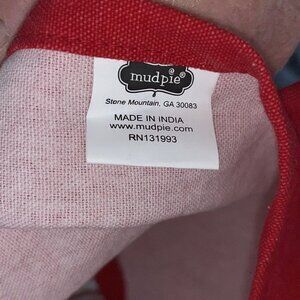 mudpie
Stone Mountain, GA 30083
MADE IN INDIA
www.mudpie.com
RN131993